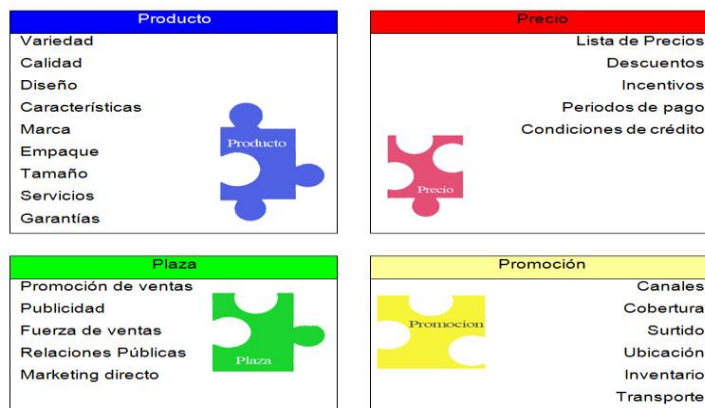 Producto
Variedad
Calidad
Diseño
Características
Marca
Empaque
Tamaño
Servicios
Garantías
Producto
Precio
Lista de Precios
Descuentos
Incentivos
Periodos de pago
Condiciones de crédito
Precio
Plaza
Promoción de ventas
Publicidad
Fuerza de ventas
Relaciones Públicas
Marketing directo
Plaza
Promoción
Canales
Cobertura
Surtido
Ubicación
Inventario
Transporte
Promocion